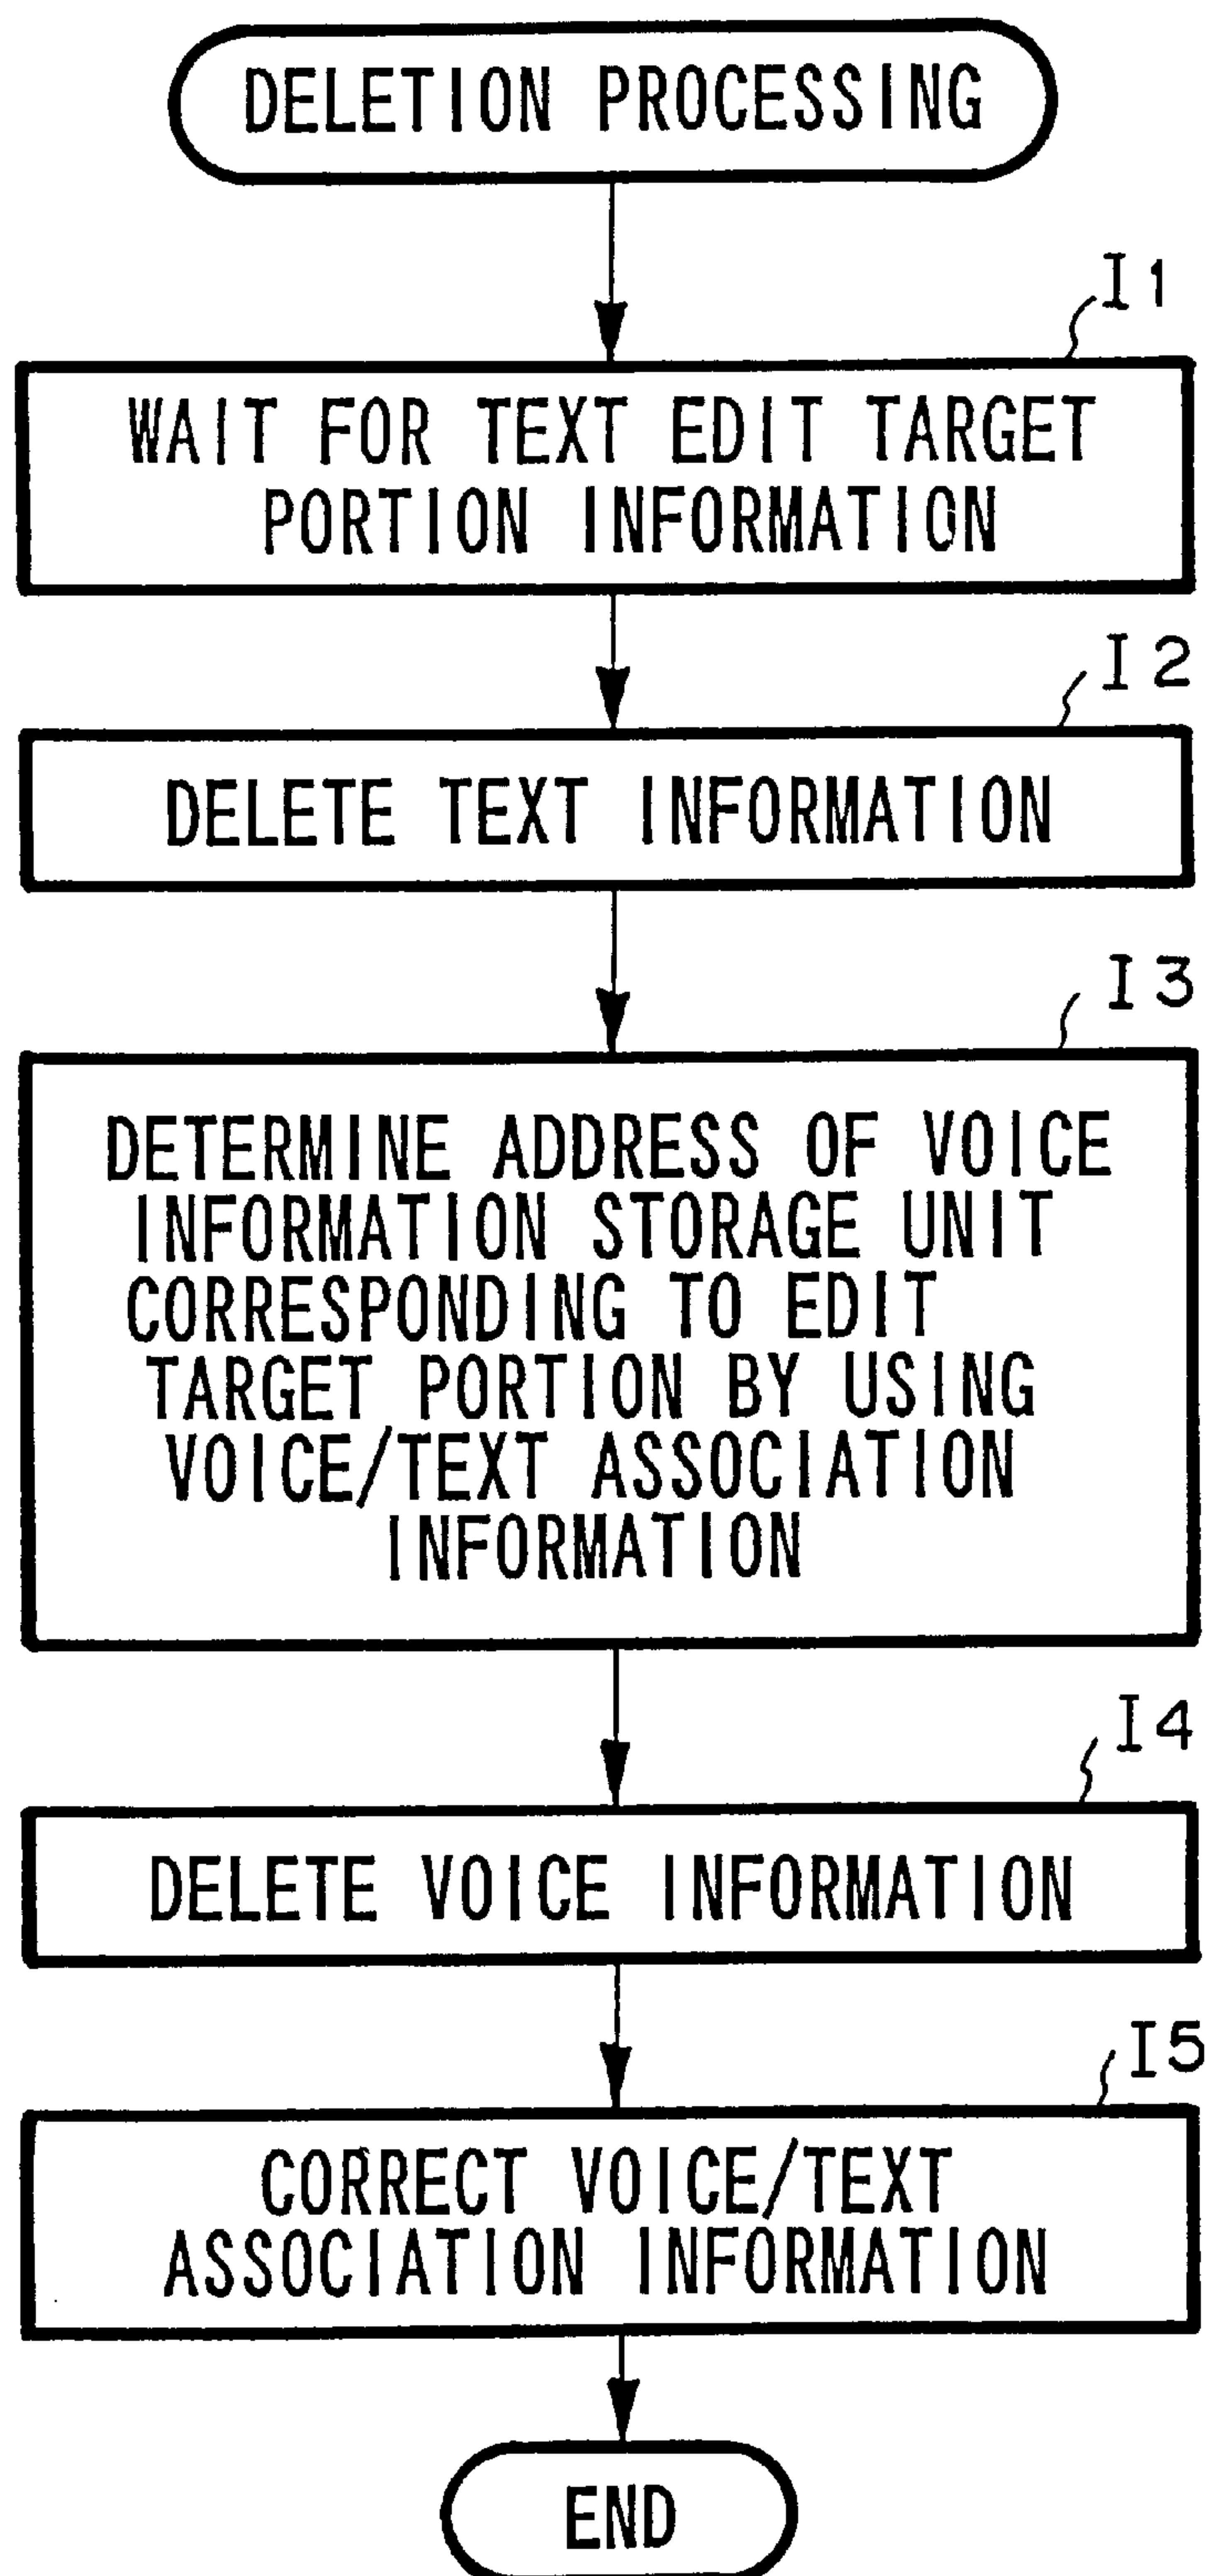 DELETION PROCESSING
I1
WAIT FOR TEXT EDIT TARGET
PORTION INFORMATION
I2
DELETE TEXT INFORMATION
I3
DETERMINE ADDRESS OF VOICE
INFORMATION STORAGE UNIT
CORRESPONDING TO EDIT
TARGET PORTION BY USING
VOICE/TEXT ASSOCIATION
INFORMATION
I4
DELETE VOICE INFORMATION
I5
CORRECT VOICE/TEXT
ASSOCIATION INFORMATION
END